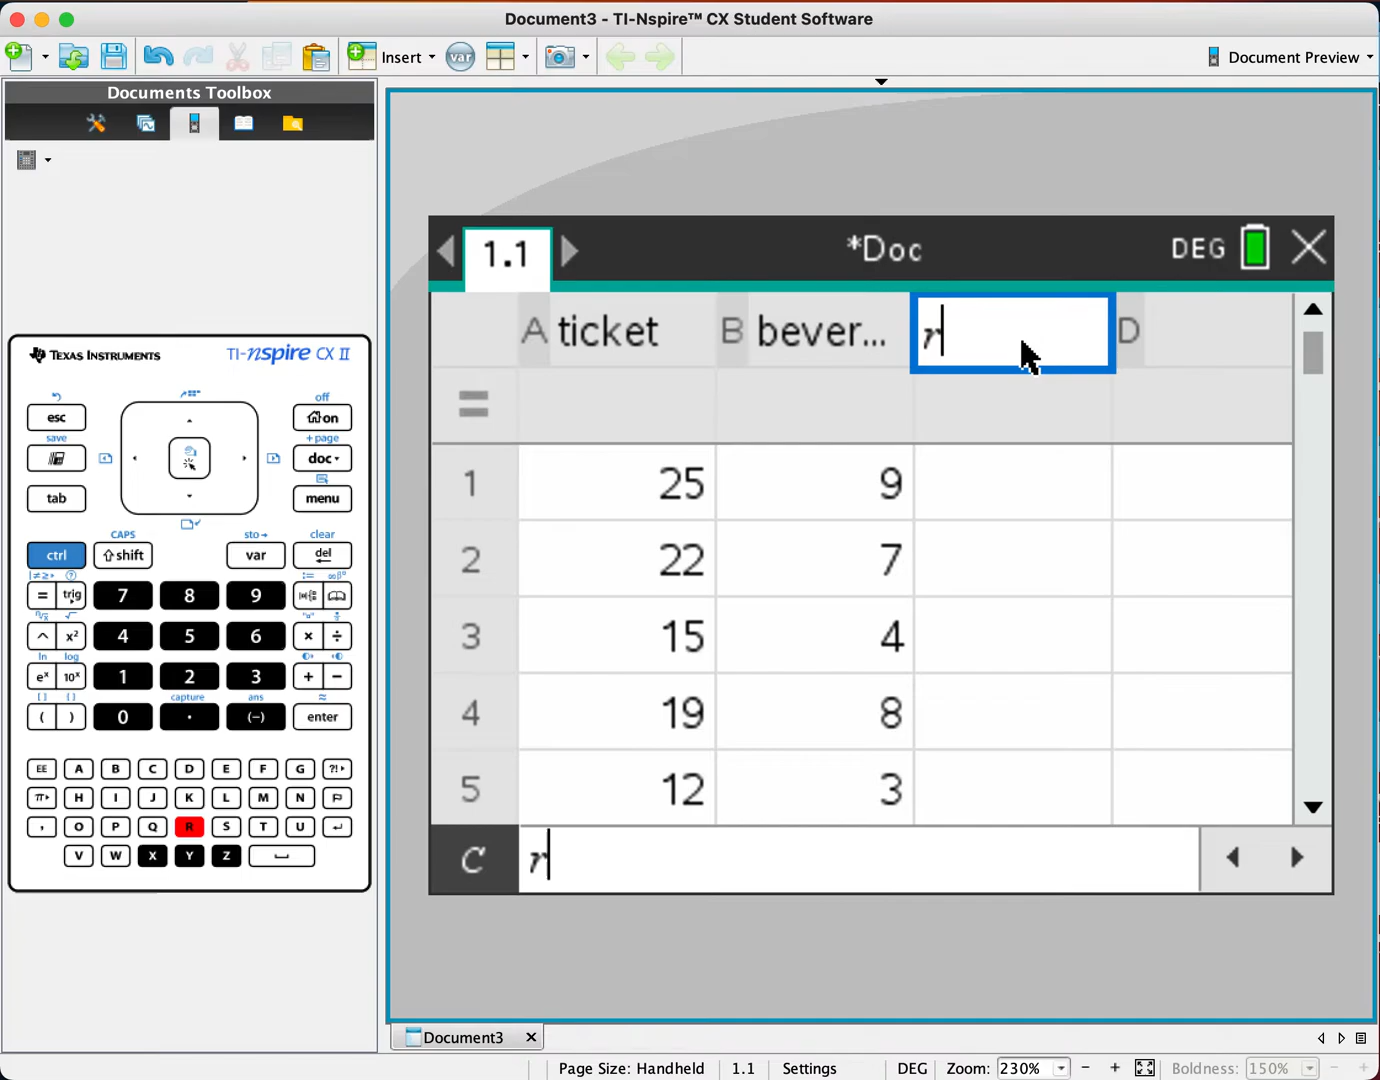 Document3 - TI-Nspire™ CX Student Software
Insert
var
Document Preview
Documents Toolbox
1.1
*Doc
DEG
A ticket
B bever...
r
D
=
1 25 9
2 22 7
3 15 4
4 19 8
5 12 3
C r
TEXAS INSTRUMENTS
TI-nspire CX II
off
esc
on
save
+ page
doc
tab
menu
CAPS
sto→
clear
ctrl
shift
var
del
= trig 7 8 9
^ x² 4 5 6 × ÷
ln log
eˣ 10ˣ 1 2 3 + −
capture
ans
( ) 0 . (−) enter
EE A B C D E F G ?!
π H I J K L M N
, O P Q R S T U
V W X Y Z
Document3
Page Size: Handheld
1.1
Settings
DEG
Zoom: 230%
− +
Boldness: 150%
− +